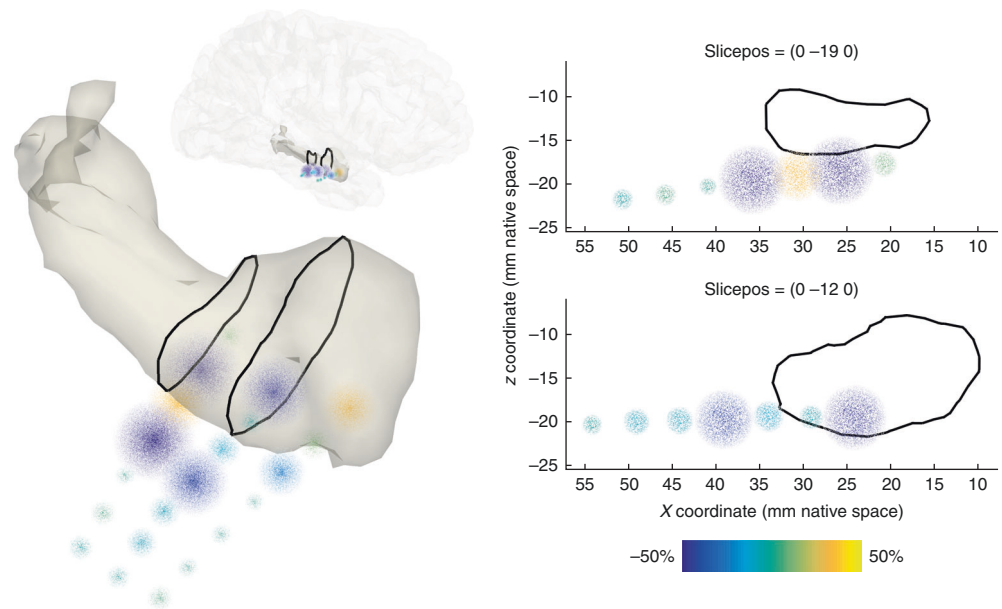 Slicepos = (0 –19 0)
–10
–15
–20
–25
55 50 45 40 35 30 25 20 15 10
z coordinate (mm native space)
Slicepos = (0 –12 0)
–10
–15
–20
–25
55 50 45 40 35 30 25 20 15 10
X coordinate (mm native space)
–50% 50%